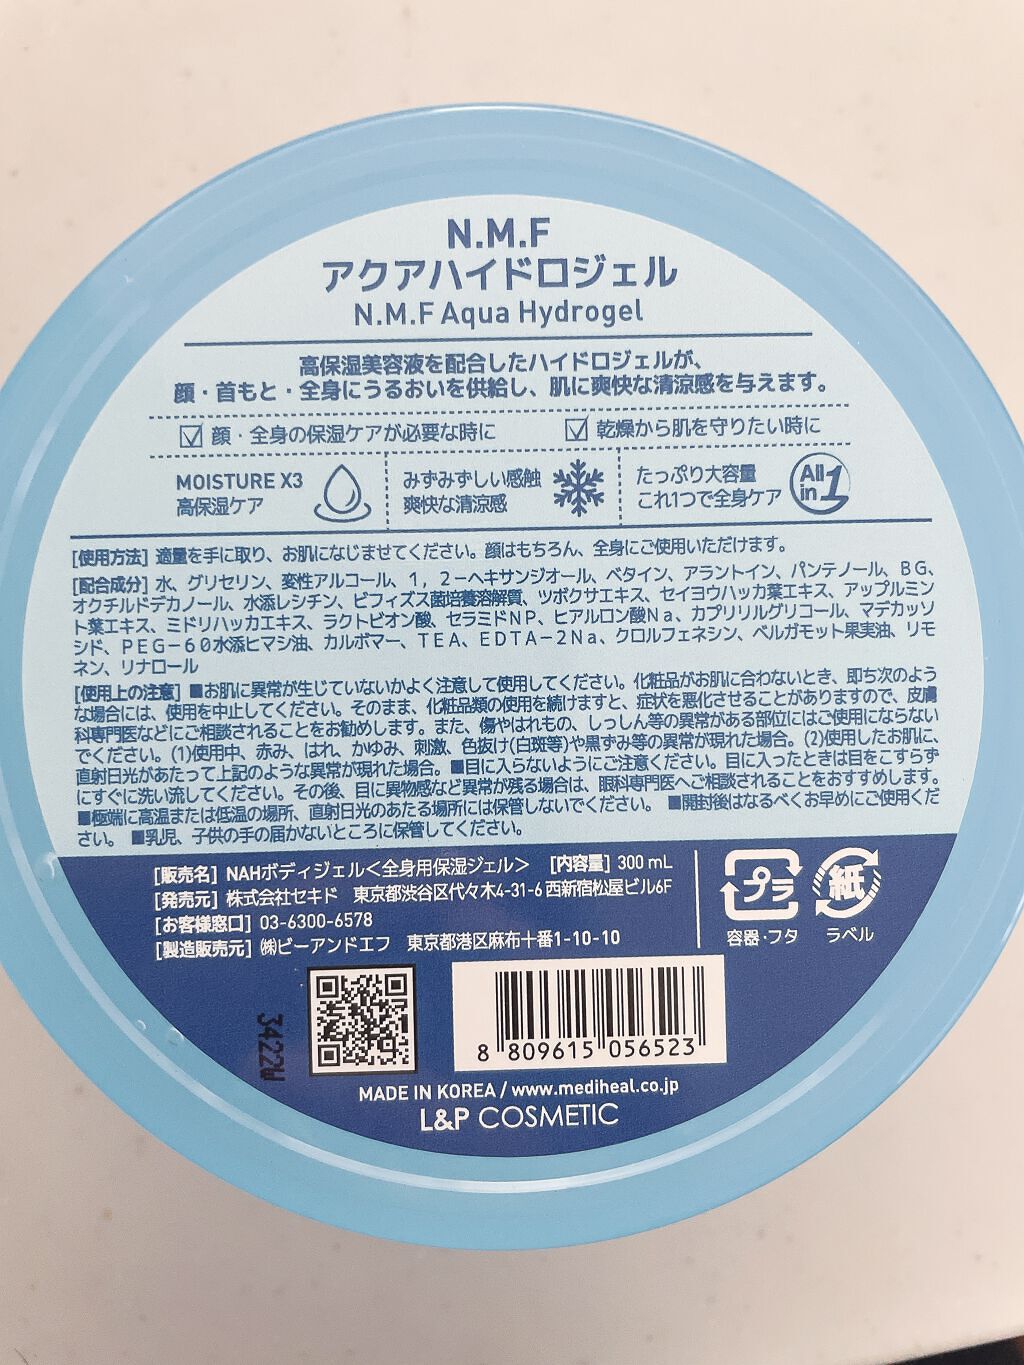 N.M.F
アクアハイドロジェル
N.M.F Aqua Hydrogel
高保湿美容液を配合したハイドロジェルが、
顔・首もと・全身にうるおいを供給し、肌に爽快な清涼感を与えます。
顔・全身の保湿ケアが必要な時に
乾燥から肌を守りたい時に
MOISTURE X3
高保湿ケア
みずみずしい感触
爽快な清涼感
たっぷり大容量
これ1つで全身ケア
All
in
1
[使用方法] 適量を手に取り、お肌になじませてください。顔はもちろん、全身にご使用いただけます。
[配合成分] 水、グリセリン、変性アルコール、１，２－ヘキサンジオール、ベタイン、アラントイン、パンテノール、ＢＧ、
オクチルドデカノール、水添レシチン、ビフィズス菌培養溶解質、ツボクサエキス、セイヨウハッカ葉エキス、アップルミン
ト葉エキス、ミドリハッカエキス、ラクトビオン酸、セラミドＮＰ、ヒアルロン酸Ｎａ、カプリリルグリコール、マデカッソ
シド、ＰＥＧ－６０水添ヒマシ油、カルボマー、ＴＥＡ、ＥＤＴＡ－２Ｎａ、クロルフェネシン、ベルガモット果実油、リモ
ネン、リナロール
[使用上の注意] ■お肌に異常が生じていないかよく注意して使用してください。化粧品がお肌に合わないとき、即ち次のよう
な場合には、使用を中止してください。そのまま、化粧品類の使用を続けますと、症状を悪化させることがありますので、皮膚
科専門医などにご相談されることをお勧めします。また、傷やはれもの、しっしん等の異常がある部位にはご使用にならない
でください。(1)使用中、赤み、はれ、かゆみ、刺激、色抜け(白斑等)や黒ずみ等の異常が現れた場合。(2)使用したお肌に、
直射日光があたって上記のような異常が現れた場合。■目に入らないようにご注意ください。目に入ったときは目をこすらず
にすぐに洗い流してください。その後、目に異物感など異常が残る場合は、眼科専門医へご相談されることをおすすめします。
■極端に高温または低温の場所、直射日光のあたる場所には保管しないでください。 ■開封後はなるべくお早めにご使用くだ
さい。 ■乳児、子供の手の届かないところに保管してください。
[販売名] NAHボディジェル＜全身用保湿ジェル＞ [内容量] 300 mL
[発売元] 株式会社セキド 東京都渋谷区代々木4-31-6 西新宿松屋ビル6F
[お客様窓口] 03-6300-6578
[製造販売元] ㈱ビーアンドエフ 東京都港区麻布十番1-10-10
プラ
容器・フタ
紙
ラベル
3422W
8 809615 056523
MADE IN KOREA / www.mediheal.co.jp
L&P COSMETIC